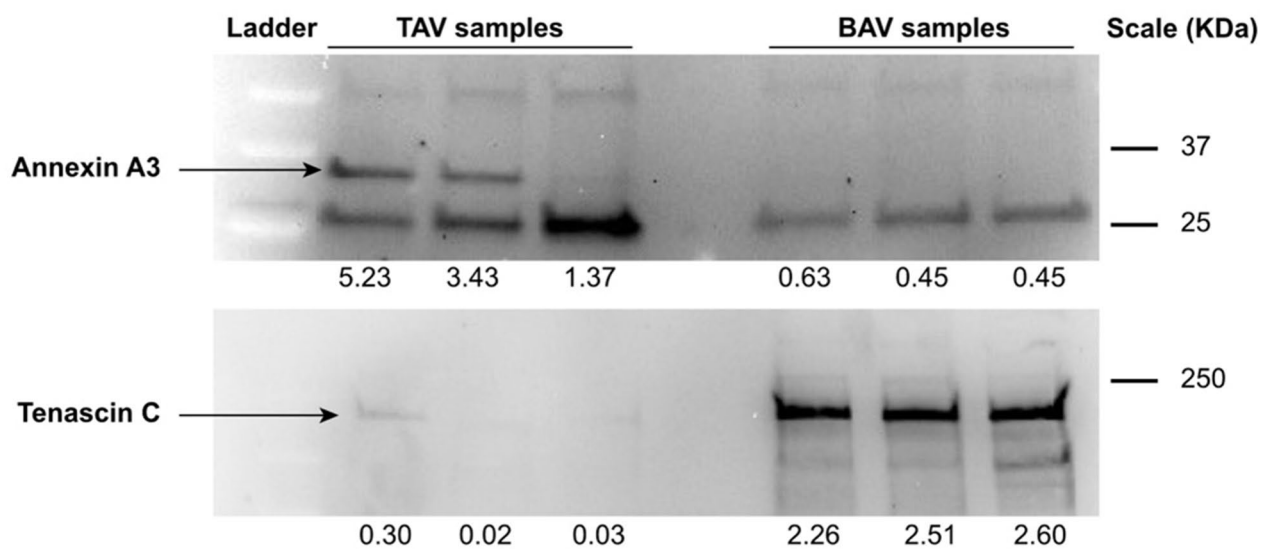 Ladder TAV samples BAV samples Scale (KDa)
37
Annexin A3
25
5.23 3.43 1.37 0.63 0.45 0.45
250
Tenascin C
0.30 0.02 0.03 2.26 2.51 2.60